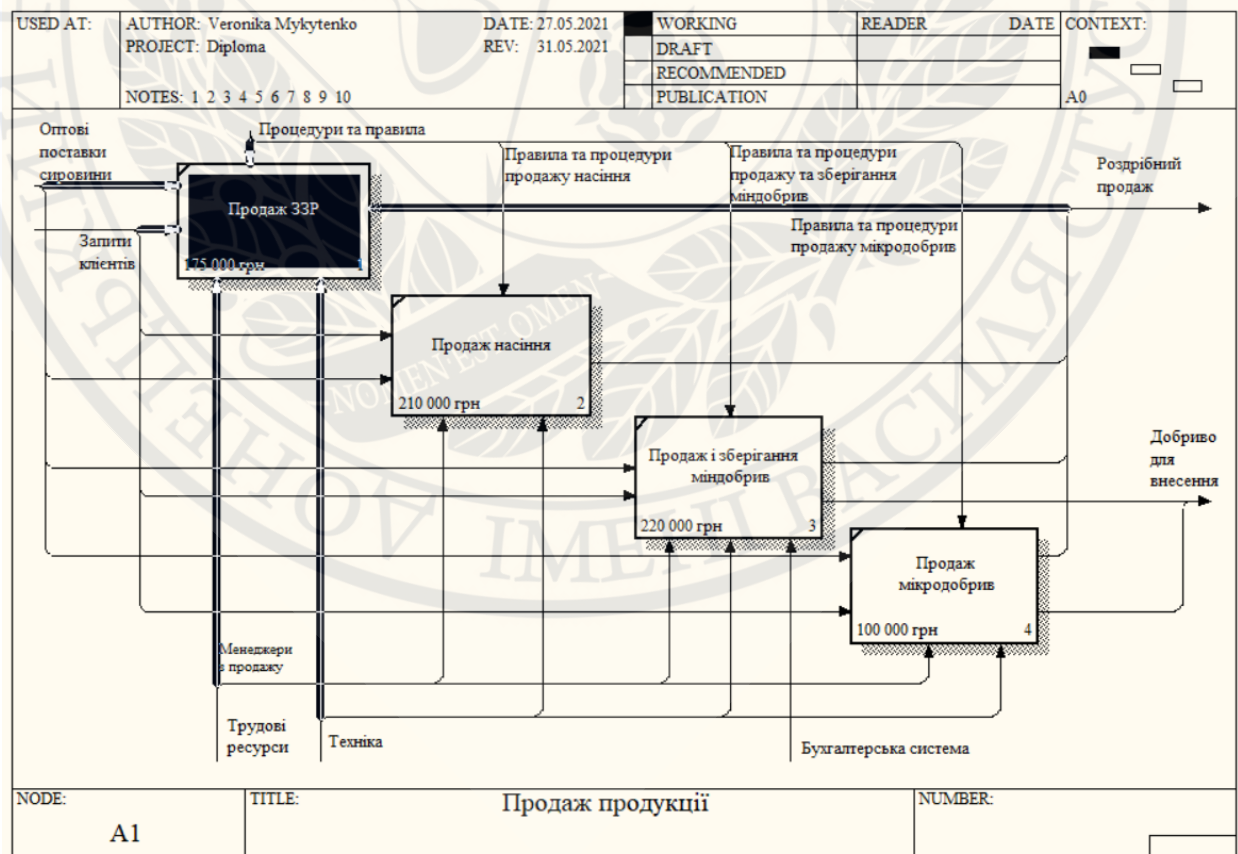 USED AT:
AUTHOR: Veronika Mykytenko
DATE: 27.05.2021
PROJECT: Diploma
REV: 31.05.2021
NOTES: 1 2 3 4 5 6 7 8 9 10
WORKING
DRAFT
RECOMMENDED
PUBLICATION
READER
DATE
CONTEXT:
A0
Оптові
поставки
сировини
Процедури та правила
Правила та процедури
продажу насіння
Правила та процедури
продажу та зберігання
міндобрив
Роздрібний
продаж
Правила та процедури
продажу мікродобрив
Запити
клієнтів
Продаж ЗЗР
175 000 грн
1
Продаж насіння
210 000 грн
2
Продаж і зберігання
міндобрив
220 000 грн
3
Добриво
для
внесення
Продаж
мікродобрив
100 000 грн
4
Менеджери
з продажу
Трудові
ресурси
Техніка
Бухгалтерська система
NODE:
A1
TITLE:
Продаж продукції
NUMBER:
NOMEN EST OMEN
ІМЕНІ ВАСИЛЯ